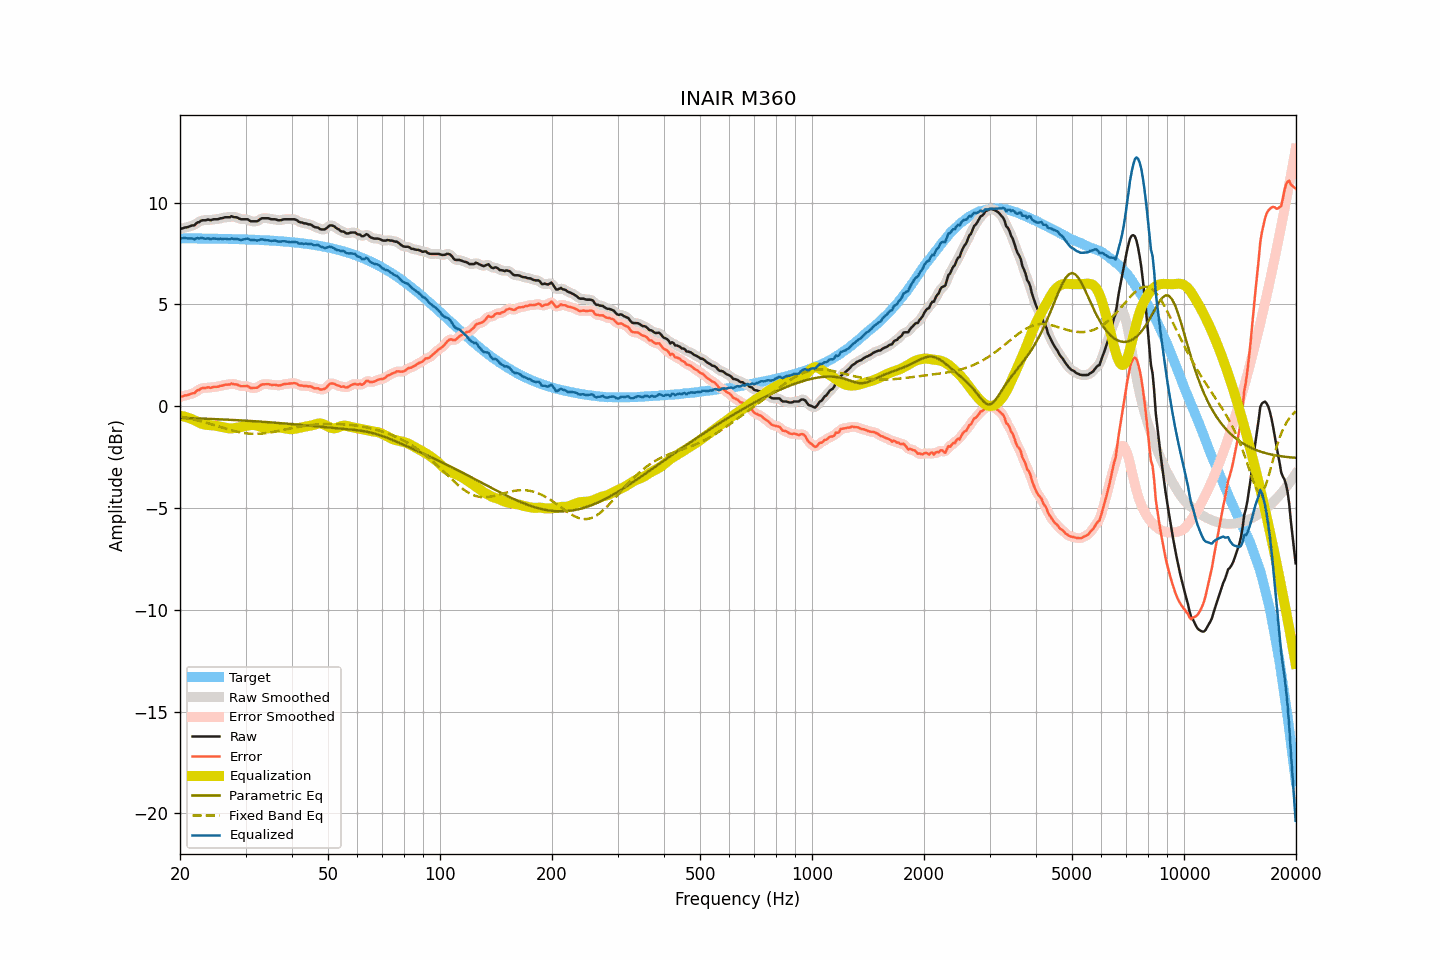 INAIR M360
Amplitude (dBr)
10
5
0
−5
−10
−15
−20
Target
Raw Smoothed
Error Smoothed
Raw
Error
Equalization
Parametric Eq
Fixed Band Eq
Equalized
20 50 100 200 500 1000 2000 5000 10000 20000
Frequency (Hz)